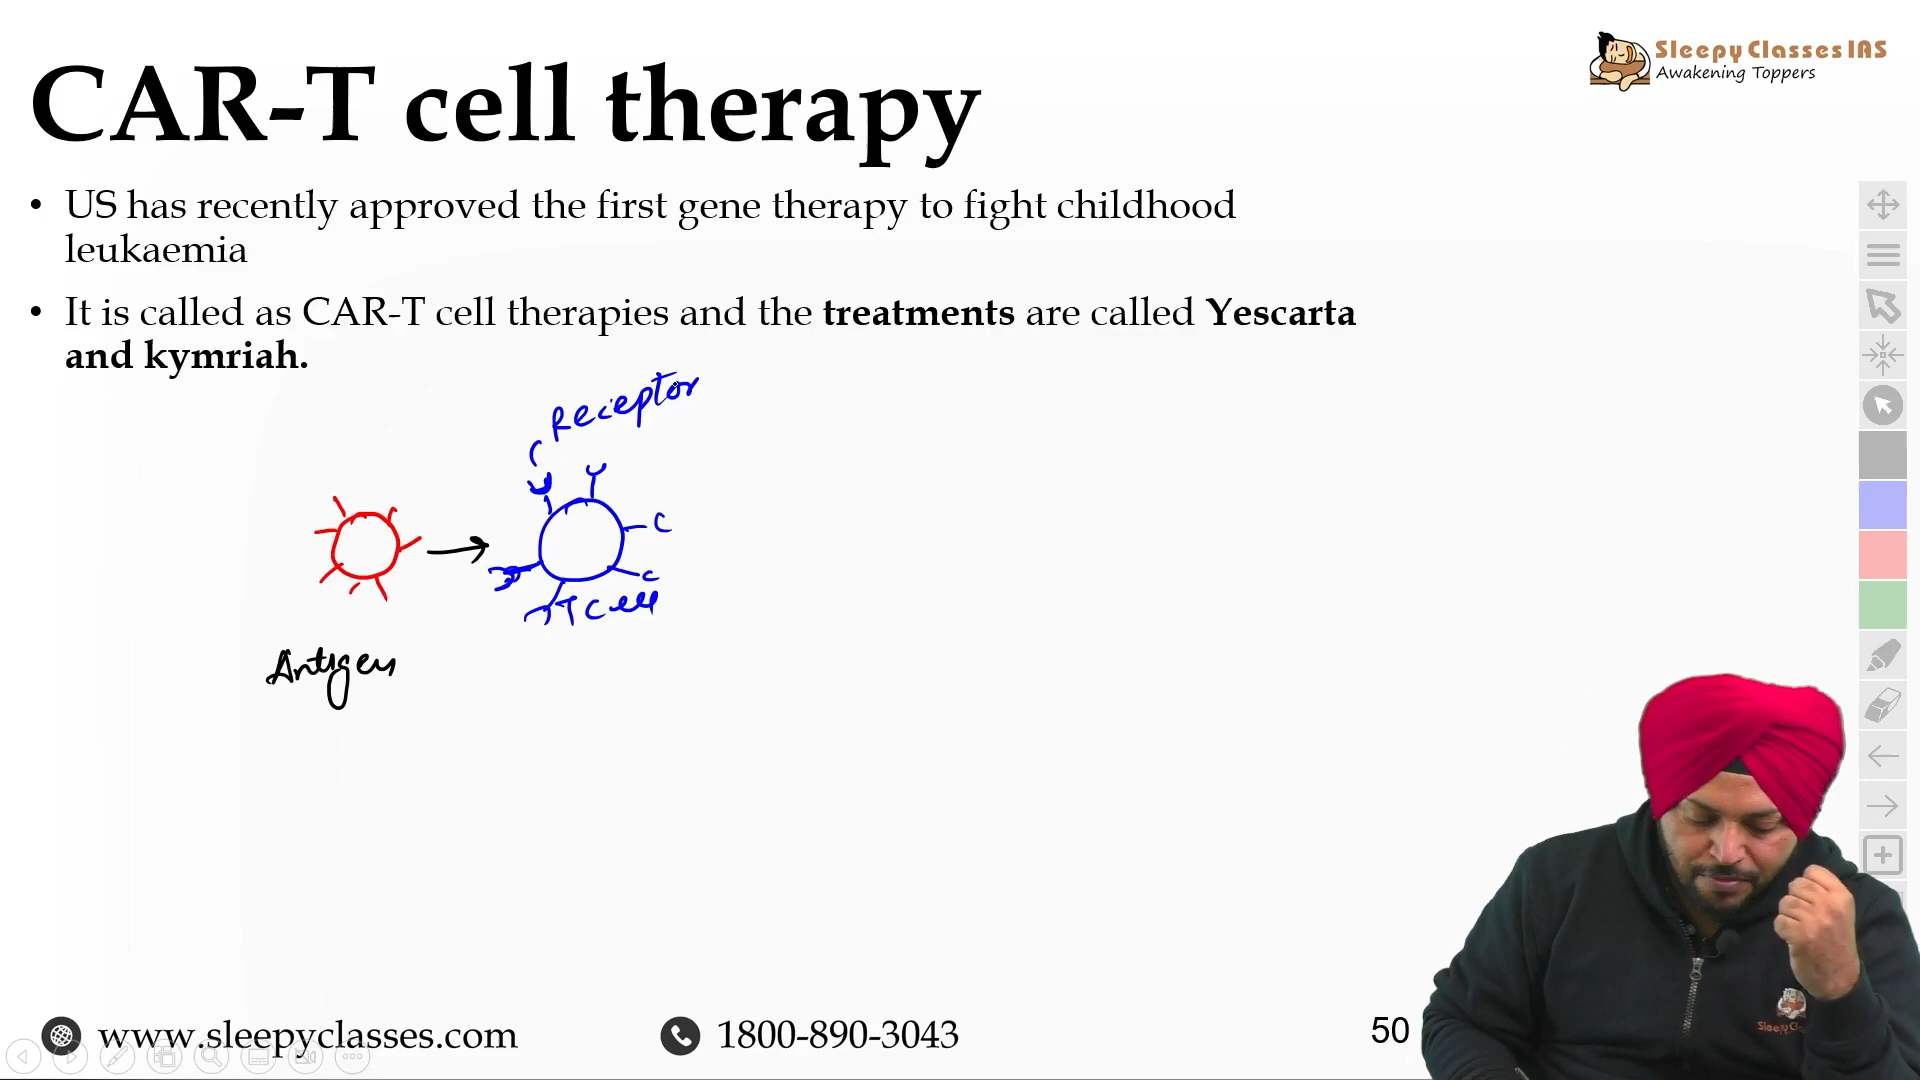 Sleepy Classes IAS
Awakening Toppers
CAR-T cell therapy
• US has recently approved the first gene therapy to fight childhood
leukaemia
• It is called as CAR-T cell therapies and the treatments are called Yescarta
and kymriah.
Receptor
T Cell
Antigen
www.sleepyclasses.com
1800-890-3043
50